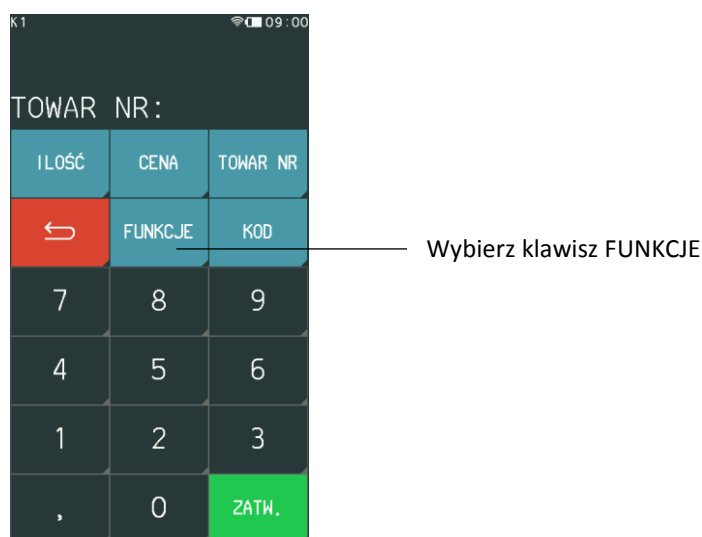 K1 09:00
TOWAR NR:
ILOŚĆ CENA TOWAR NR
FUNKCJE KOD
Wybierz klawisz FUNKCJE
7 8 9
4 5 6
1 2 3
, 0 ZATW.